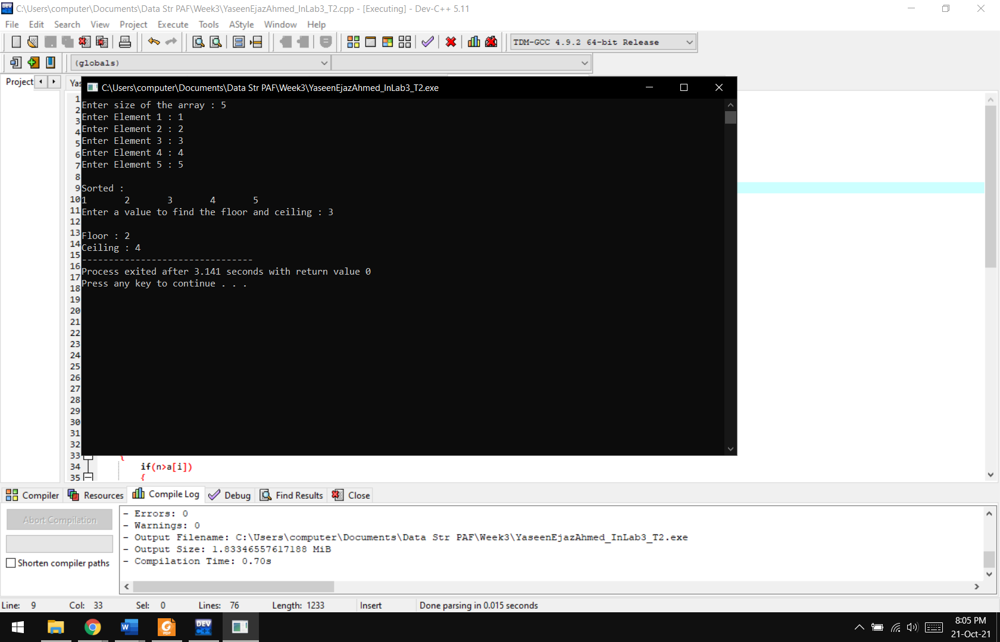 C:\Users\computer\Documents\Data Str PAF\Week3\YaseenEjazAhmed_InLab3_T2.cpp - [Executing] - Dev-C++ 5.11
File Edit Search View Project Execute Tools AStyle Window Help
TDM-GCC 4.9.2 64-bit Release
(globals)
Project
Yas
C:\Users\computer\Documents\Data Str PAF\Week3\YaseenEjazAhmed_InLab3_T2.exe
1
Enter size of the array : 5
2
Enter Element 1 : 1
3
Enter Element 2 : 2
4
Enter Element 3 : 3
5
Enter Element 4 : 4
6
Enter Element 5 : 5
7
8
9
Sorted :
10
1 2 3 4 5
11
Enter a value to find the floor and ceiling : 3
12
13
Floor : 2
14
Ceiling : 4
15
--------------------------------
16
Process exited after 3.141 seconds with return value 0
17
Press any key to continue . . .
18
19
20
21
22
23
24
25
26
27
28
29
30
31
32
33 {
34 if(n>a[i])
35 {
Compiler Resources Compile Log Debug Find Results Close
Abort Compilation
Shorten compiler paths
- Errors: 0
- Warnings: 0
- Output Filename: C:\Users\computer\Documents\Data Str PAF\Week3\YaseenEjazAhmed_InLab3_T2.exe
- Output Size: 1.83346557617188 MiB
- Compilation Time: 0.70s
Line: 9 Col: 33 Sel: 0 Lines: 76 Length: 1233 Insert Done parsing in 0.015 seconds
W
PDF
DEV C++
8:05 PM
21-Oct-21